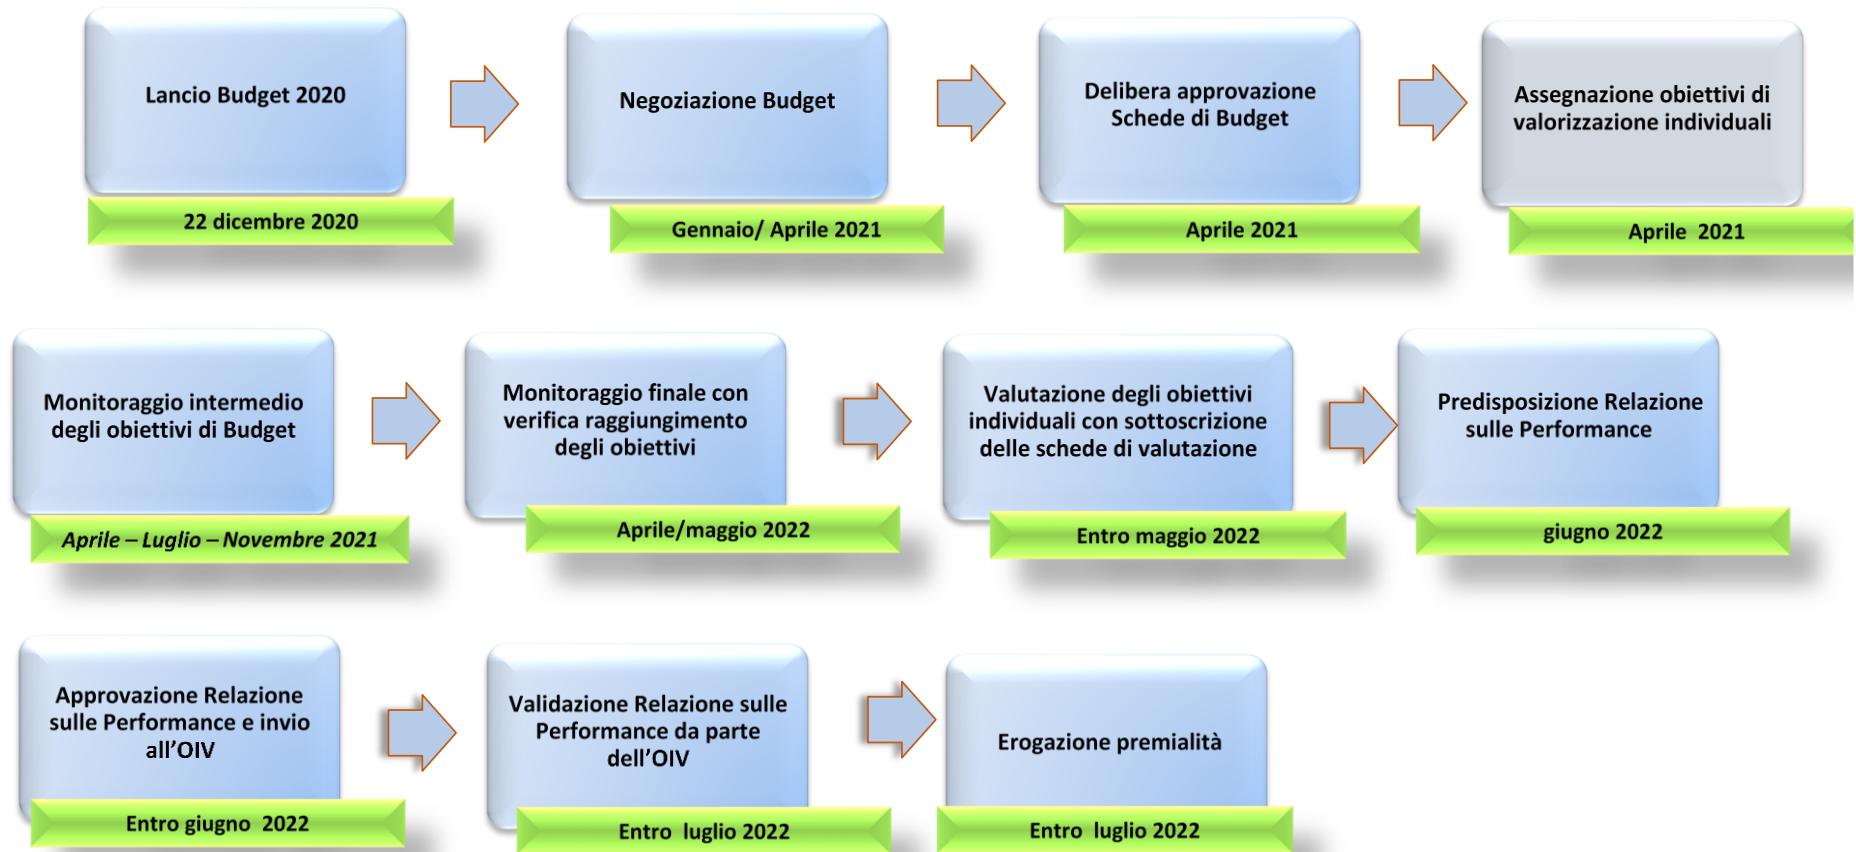 Lancio Budget 2020
22 dicembre 2020
Negoziazione Budget
Gennaio/ Aprile 2021
Delibera approvazione
Schede di Budget
Aprile 2021
Assegnazione obiettivi di
valorizzazione individuali
Aprile 2021
Monitoraggio intermedio
degli obiettivi di Budget
Aprile – Luglio – Novembre 2021
Monitoraggio finale con
verifica raggiungimento
degli obiettivi
Aprile/maggio 2022
Valutazione degli obiettivi
individuali con sottoscrizione
delle schede di valutazione
Entro maggio 2022
Predisposizione Relazione
sulle Performance
giugno 2022
Approvazione Relazione
sulle Performance e invio
all'OIV
Entro giugno 2022
Validazione Relazione sulle
Performance da parte
dell'OIV
Entro luglio 2022
Erogazione premialità
Entro luglio 2022